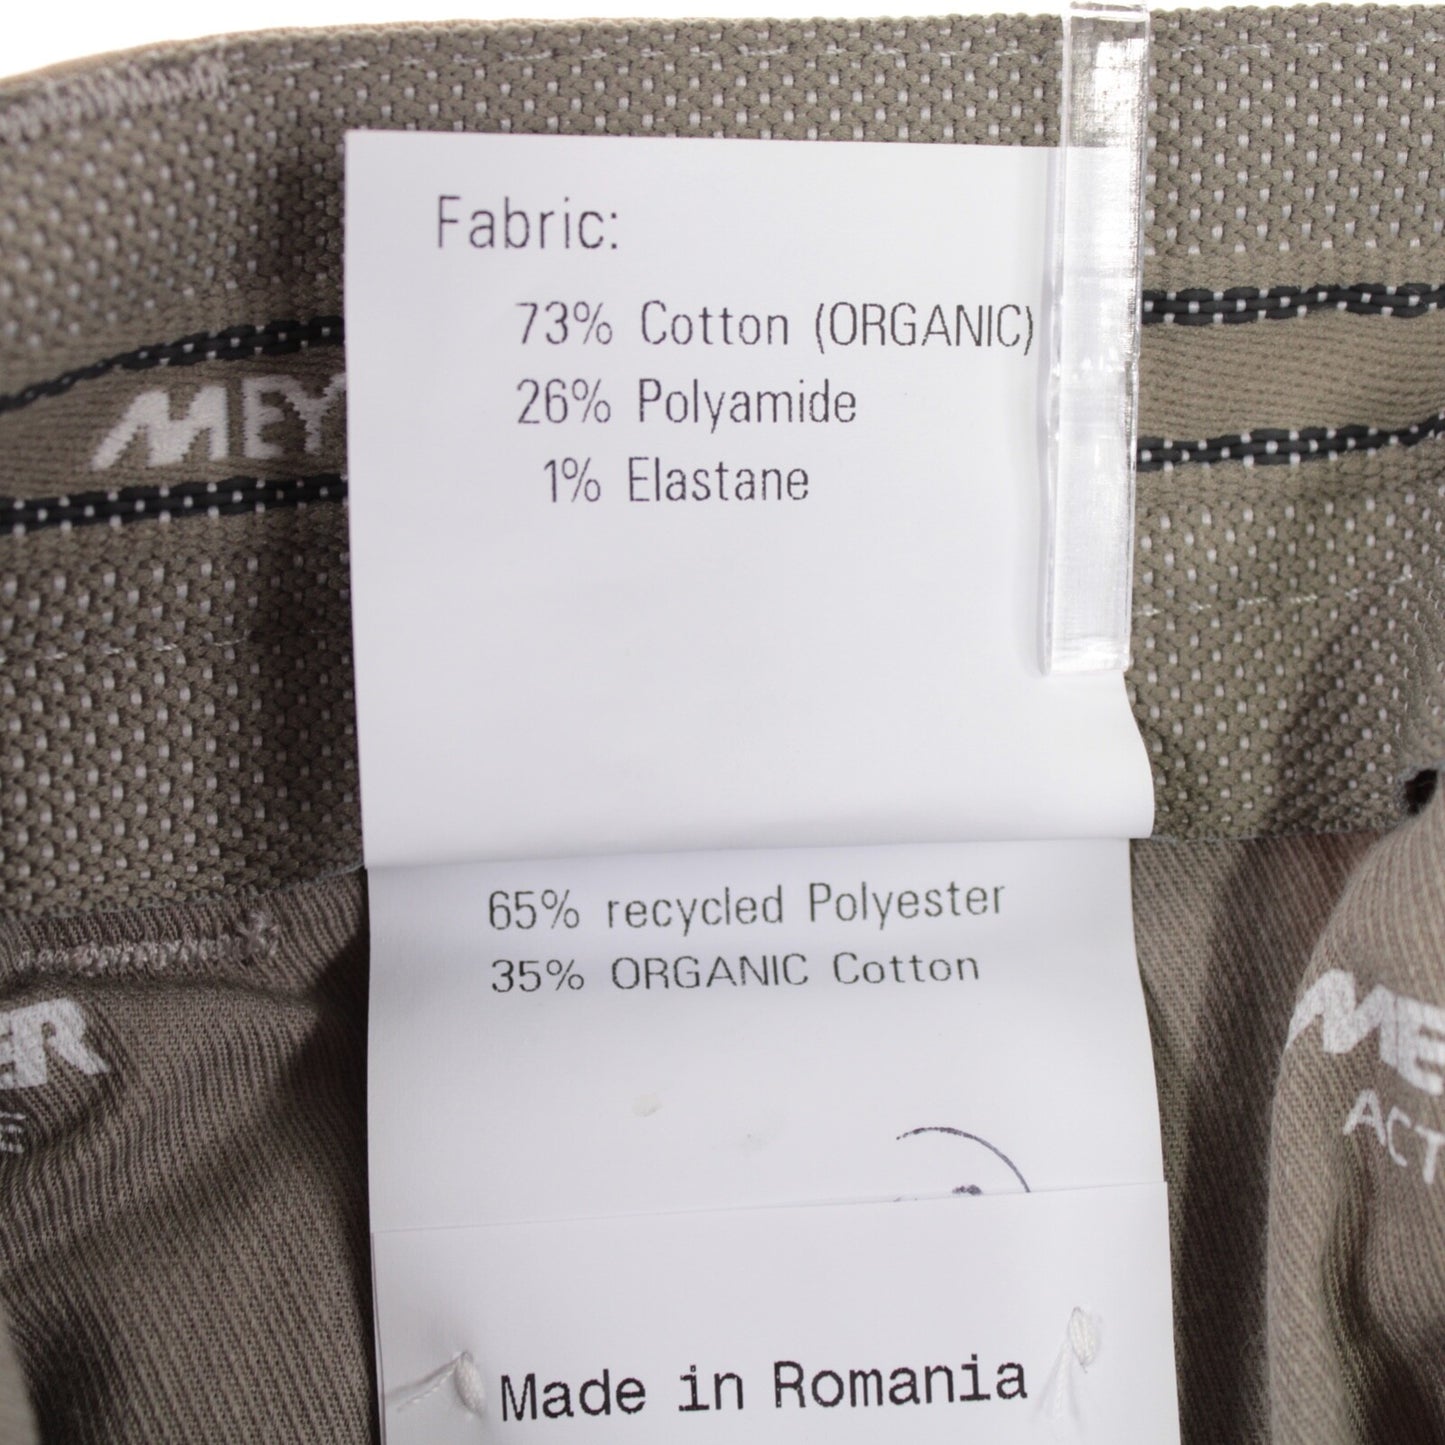 Fabric:
73% Cotton (ORGANIC)
26% Polyamide
1% Elastane
65% recycled Polyester
35% ORGANIC Cotton
Made in Romania